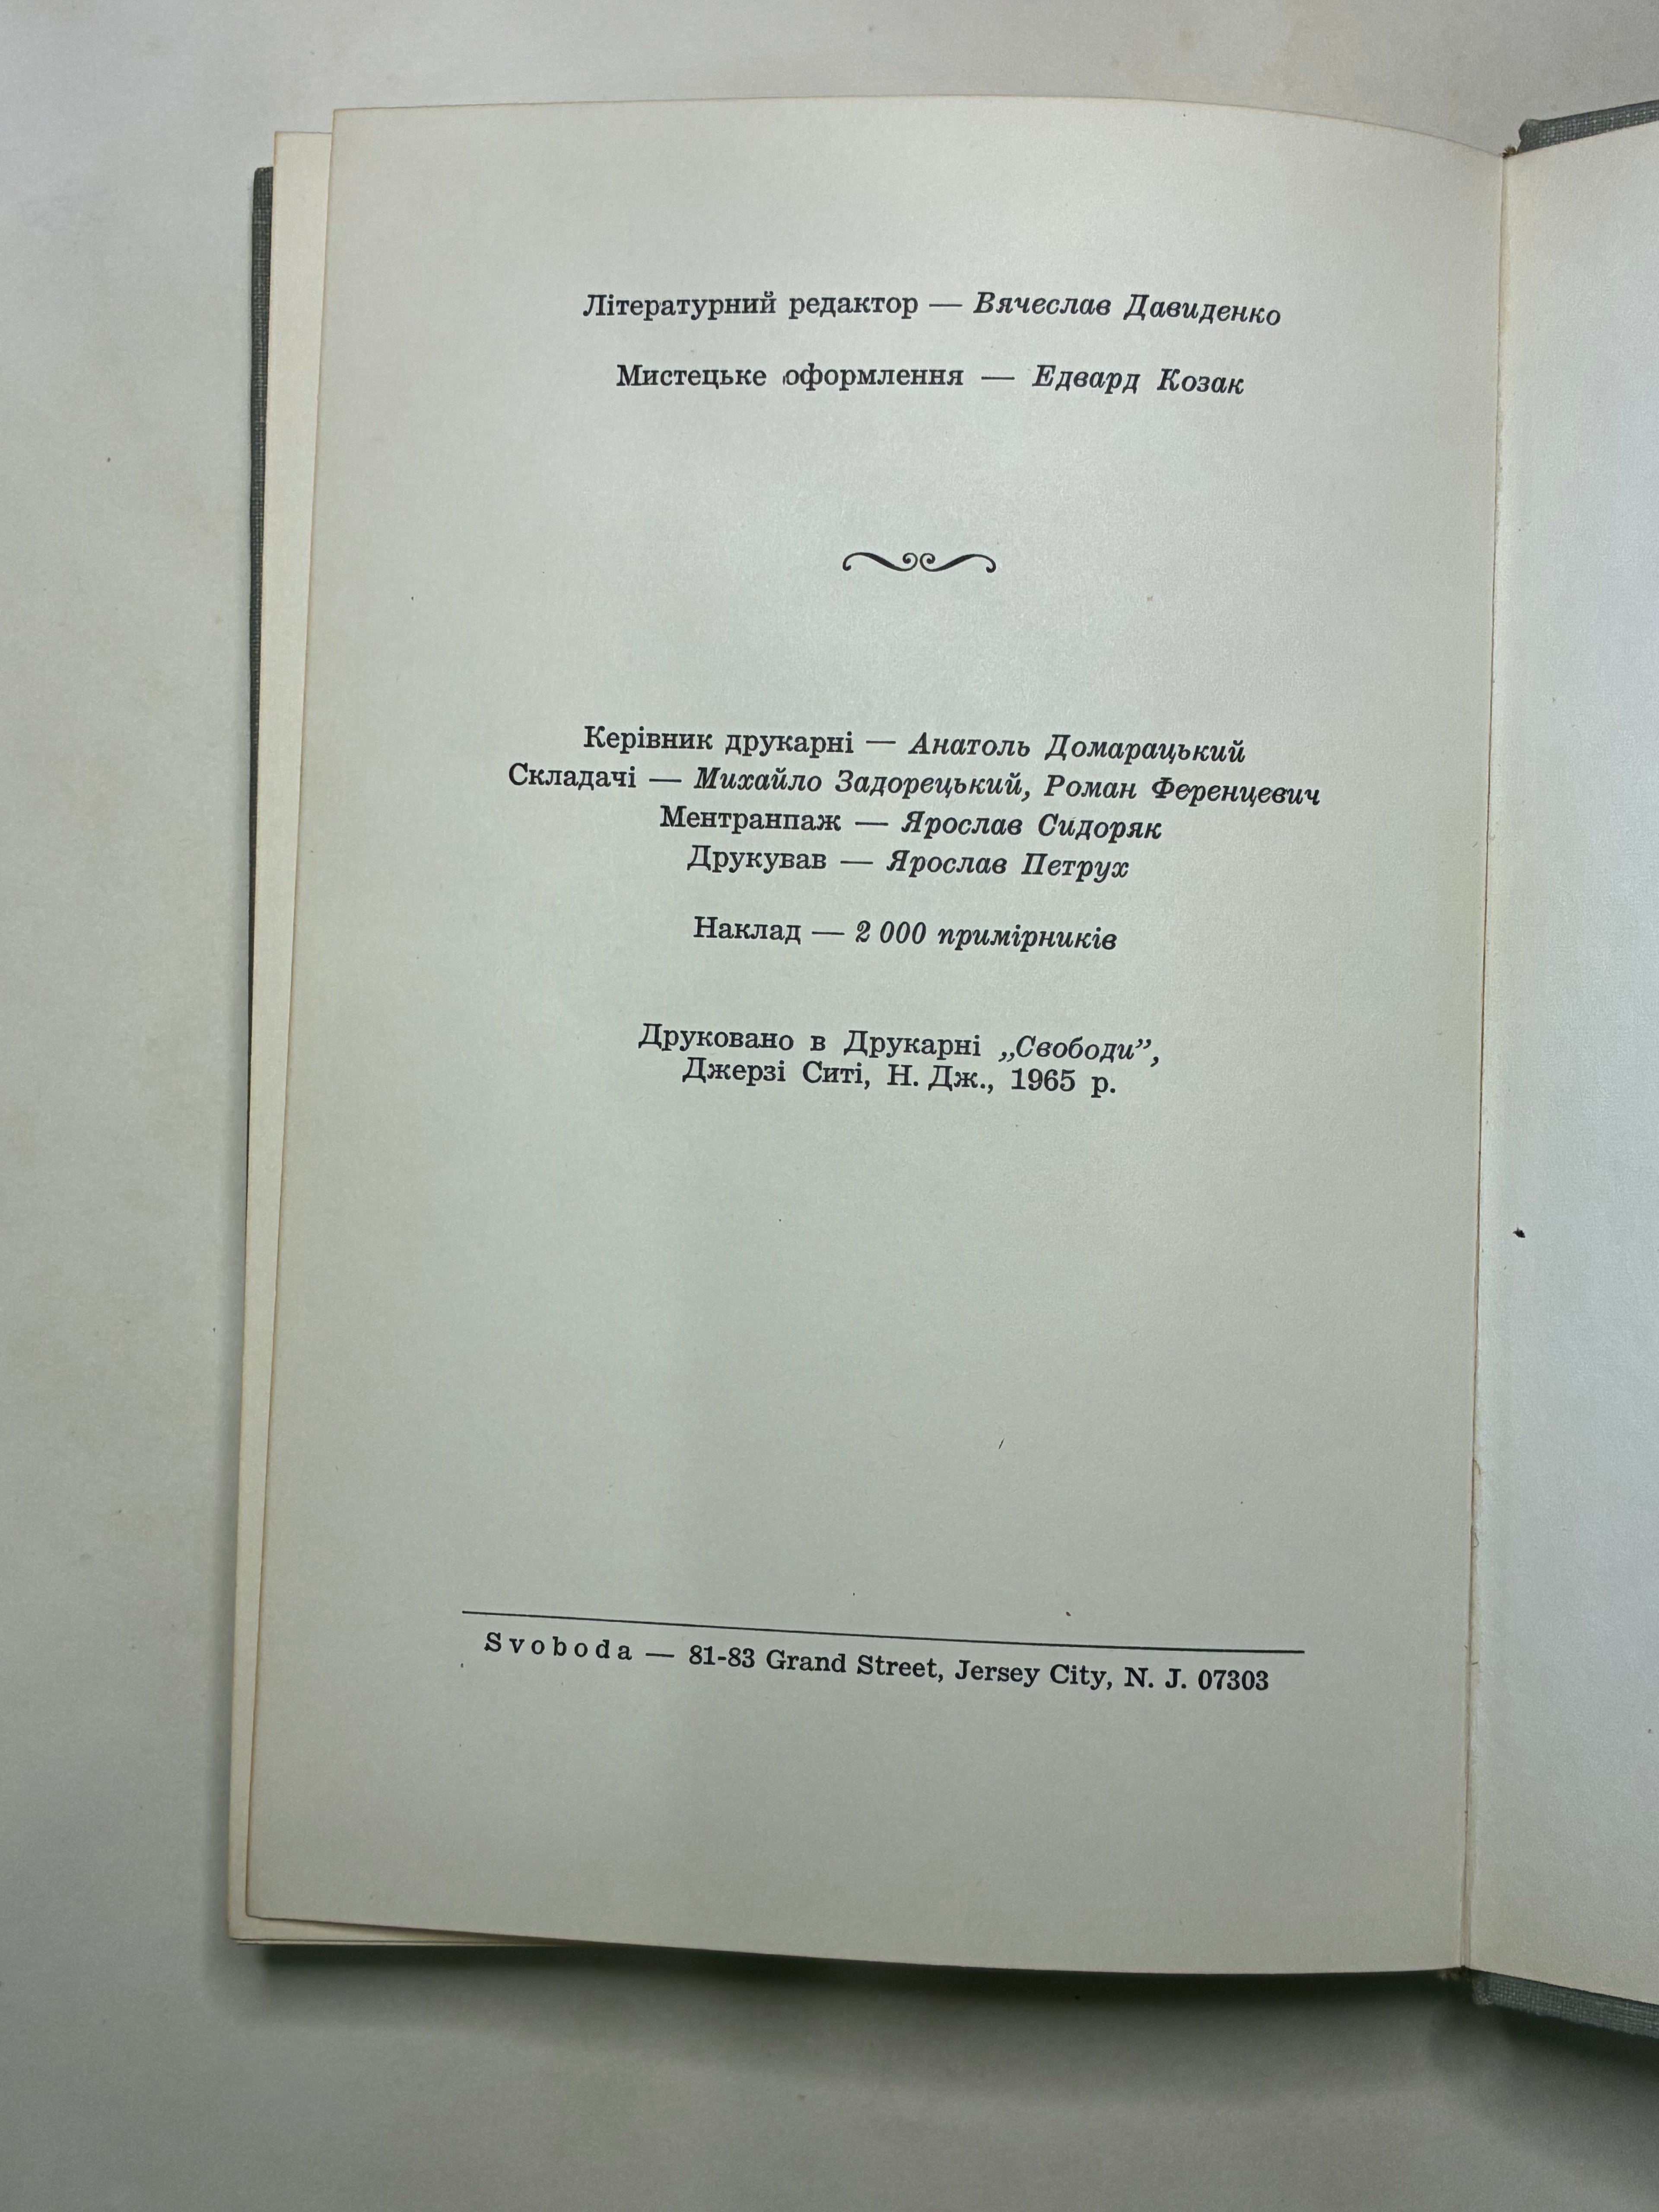 Літературний редактор — Вячеслав Давиденко
Мистецьке оформлення — Едвард Козак
Керівник друкарні — Анатоль Домарацький
Складачі — Михайло Задорецький, Роман Ференцевич
Ментранпаж — Ярослав Сидоряк
Друкував — Ярослав Петрух
Наклад — 2 000 примірників
Друковано в Друкарні „Свободи”,
Джерзі Ситі, Н. Дж., 1965 р.
Svoboda — 81-83 Grand Street, Jersey City, N. J. 07303